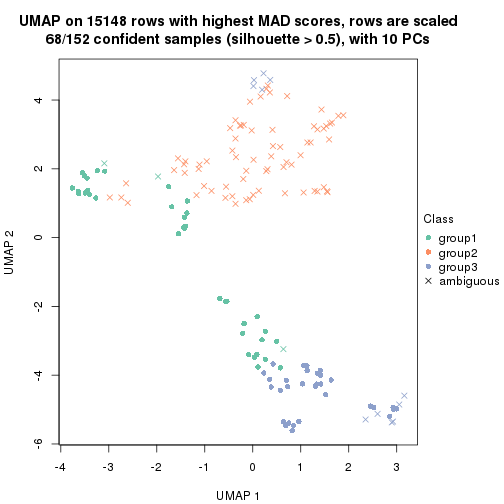 UMAP on 15148 rows with highest MAD scores, rows are scaled
68/152 confident samples (silhouette > 0.5), with 10 PCs
UMAP 2
4
2
0
-2
-4
-6
-4
-3
-2
-1
0
1
2
3
UMAP 1
Class
group1
group2
group3
ambiguous